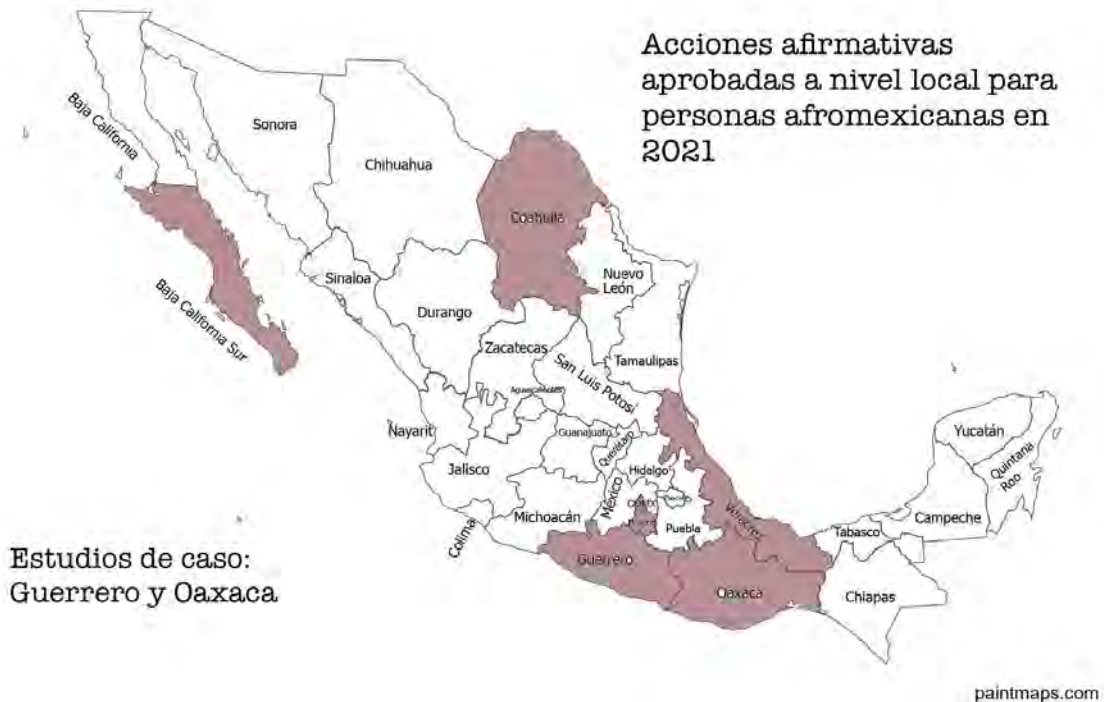 Acciones afirmativas
aprobadas a nivel local para
personas afromexicanas en
2021
Baja California
Sonora
Chihuahua
Coahuila
Baja California Sur
Sinaloa
Durango
Nuevo
León
Zacatecas
San Luis Potosí
Tamaulipas
Aguascalientes
Nayarit
Guanajuato
Querétaro
Hidalgo
Yucatán
Quintana
Roo
Jalisco
México
Michoacán
Colima
Puebla
Veracruz
Tabasco
Campeche
Guerrero
Oaxaca
Chiapas
Estudios de caso:
Guerrero y Oaxaca
paintmaps.com